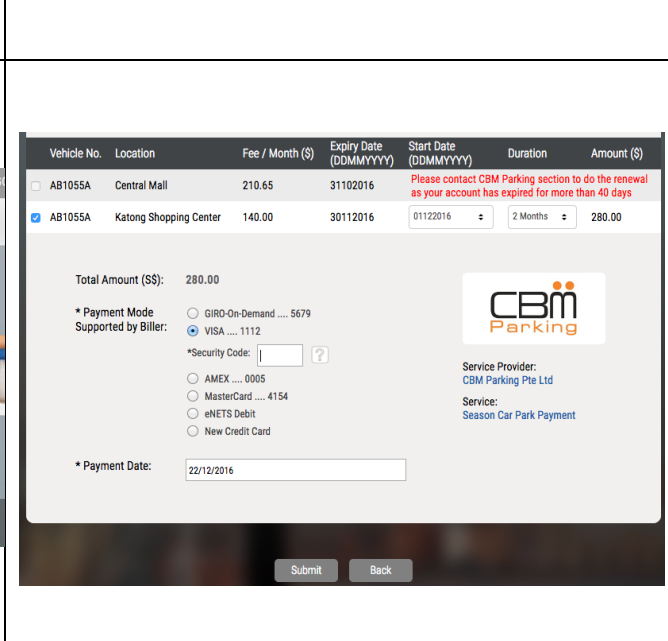 Vehicle No. Location Fee / Month ($) Expiry Date (DDMMYYYY) Start Date (DDMMYYYY) Duration Amount ($)
AB1055A Central Mall 210.65 31102016 Please contact CBM Parking section to do the renewal
as your account has expired for more than 40 days
AB1055A Katong Shopping Center 140.00 30112016 01122016 2 Months 280.00
Total Amount (S$): 280.00
* Payment Mode
Supported by Biller:
GIRO-On-Demand .... 5679
VISA .... 1112
*Security Code: ?
AMEX .... 0005
MasterCard .... 4154
eNETS Debit
New Credit Card
CBM
Parking
Service Provider:
CBM Parking Pte Ltd
Service:
Season Car Park Payment
* Payment Date: 22/12/2016
Submit Back